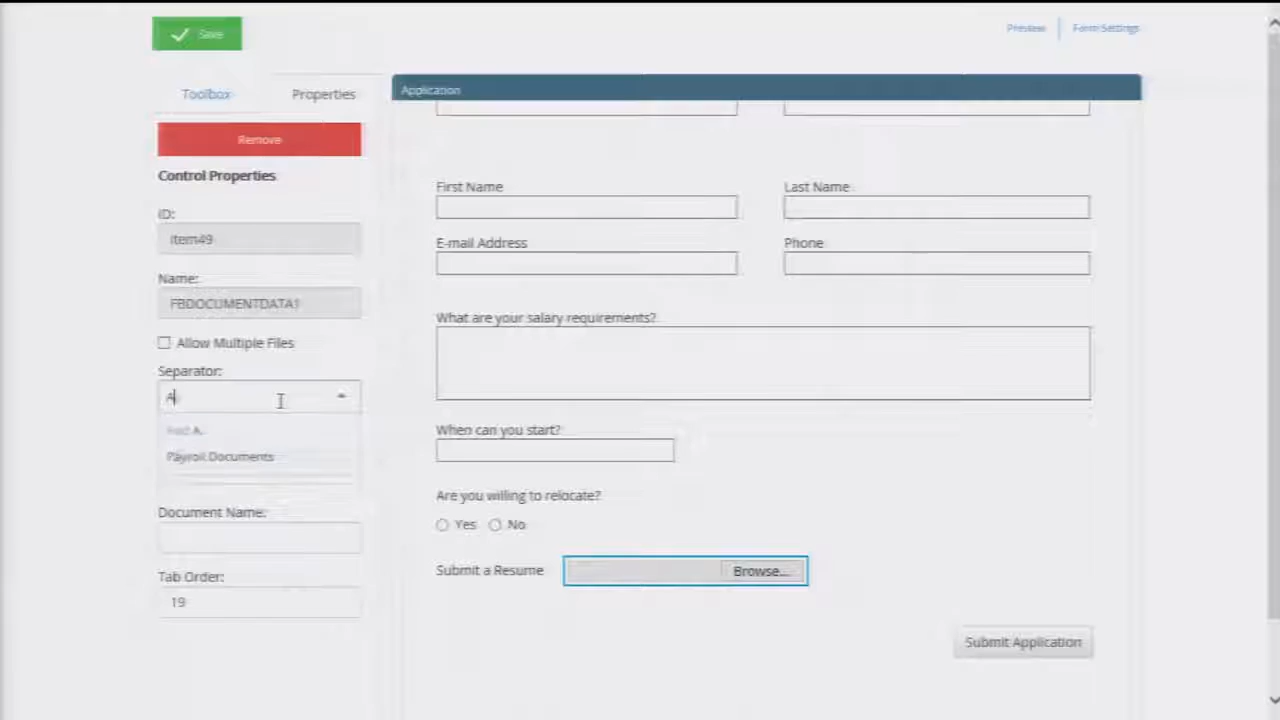 Save
Preview
Form Settings
Toolbox
Properties
Application
Remove
Control Properties
ID:
item49
Name:
FBDOCUMENTDATA1
Allow Multiple Files
Separator:
A
Add A.
Payroll Documents
Document Name:
Tab Order:
19
First Name
Last Name
E-mail Address
Phone
What are your salary requirements?
When can you start?
Are you willing to relocate?
Yes No
Submit a Resume
Browse...
Submit Application